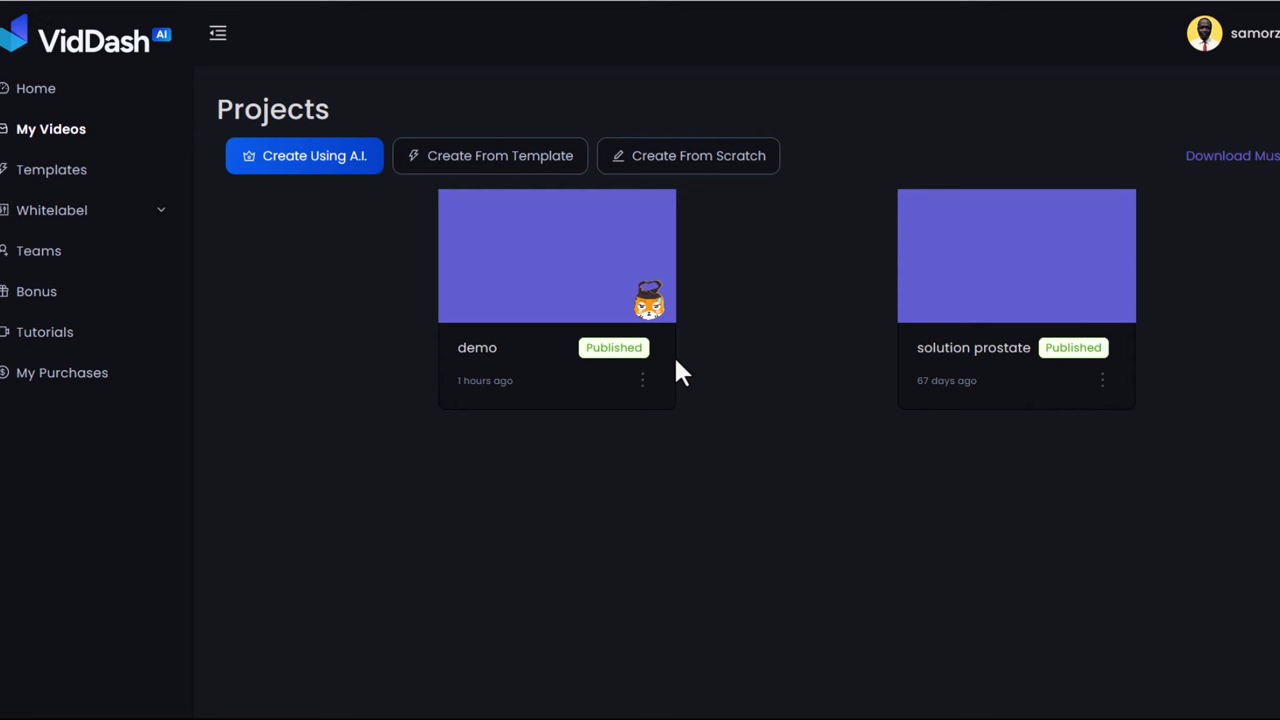 VidDash AI
samorz
Home
My Videos
Templates
Whitelabel
Teams
Bonus
Tutorials
My Purchases
Projects
Create Using A.I.
Create From Template
Create From Scratch
Download Mus
demo
Published
1 hours ago
solution prostate
Published
67 days ago